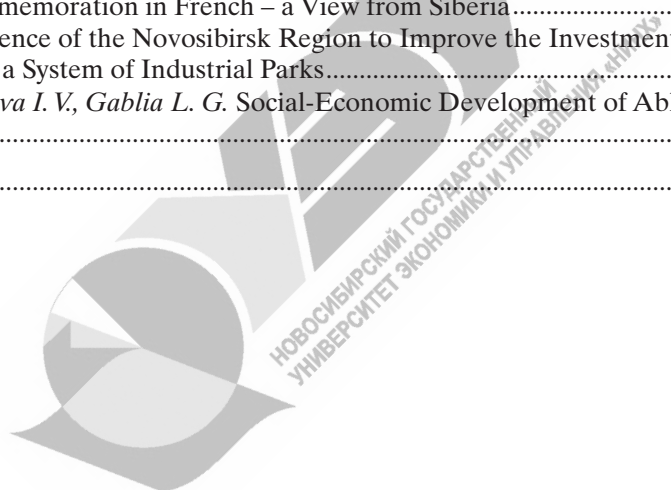 memoration in French – a View from Siberia....................
ence of the Novosibirsk Region to Improve the Investment
a System of Industrial Parks....................
va I. V., Gablia L. G. Social-Economic Development of Ab
НОВОСИБИРСКИЙ ГОСУДАРСТВЕННЫЙ
УНИВЕРСИТЕТ ЭКОНОМИКИ И УПРАВЛЕНИЯ «НИНХ»